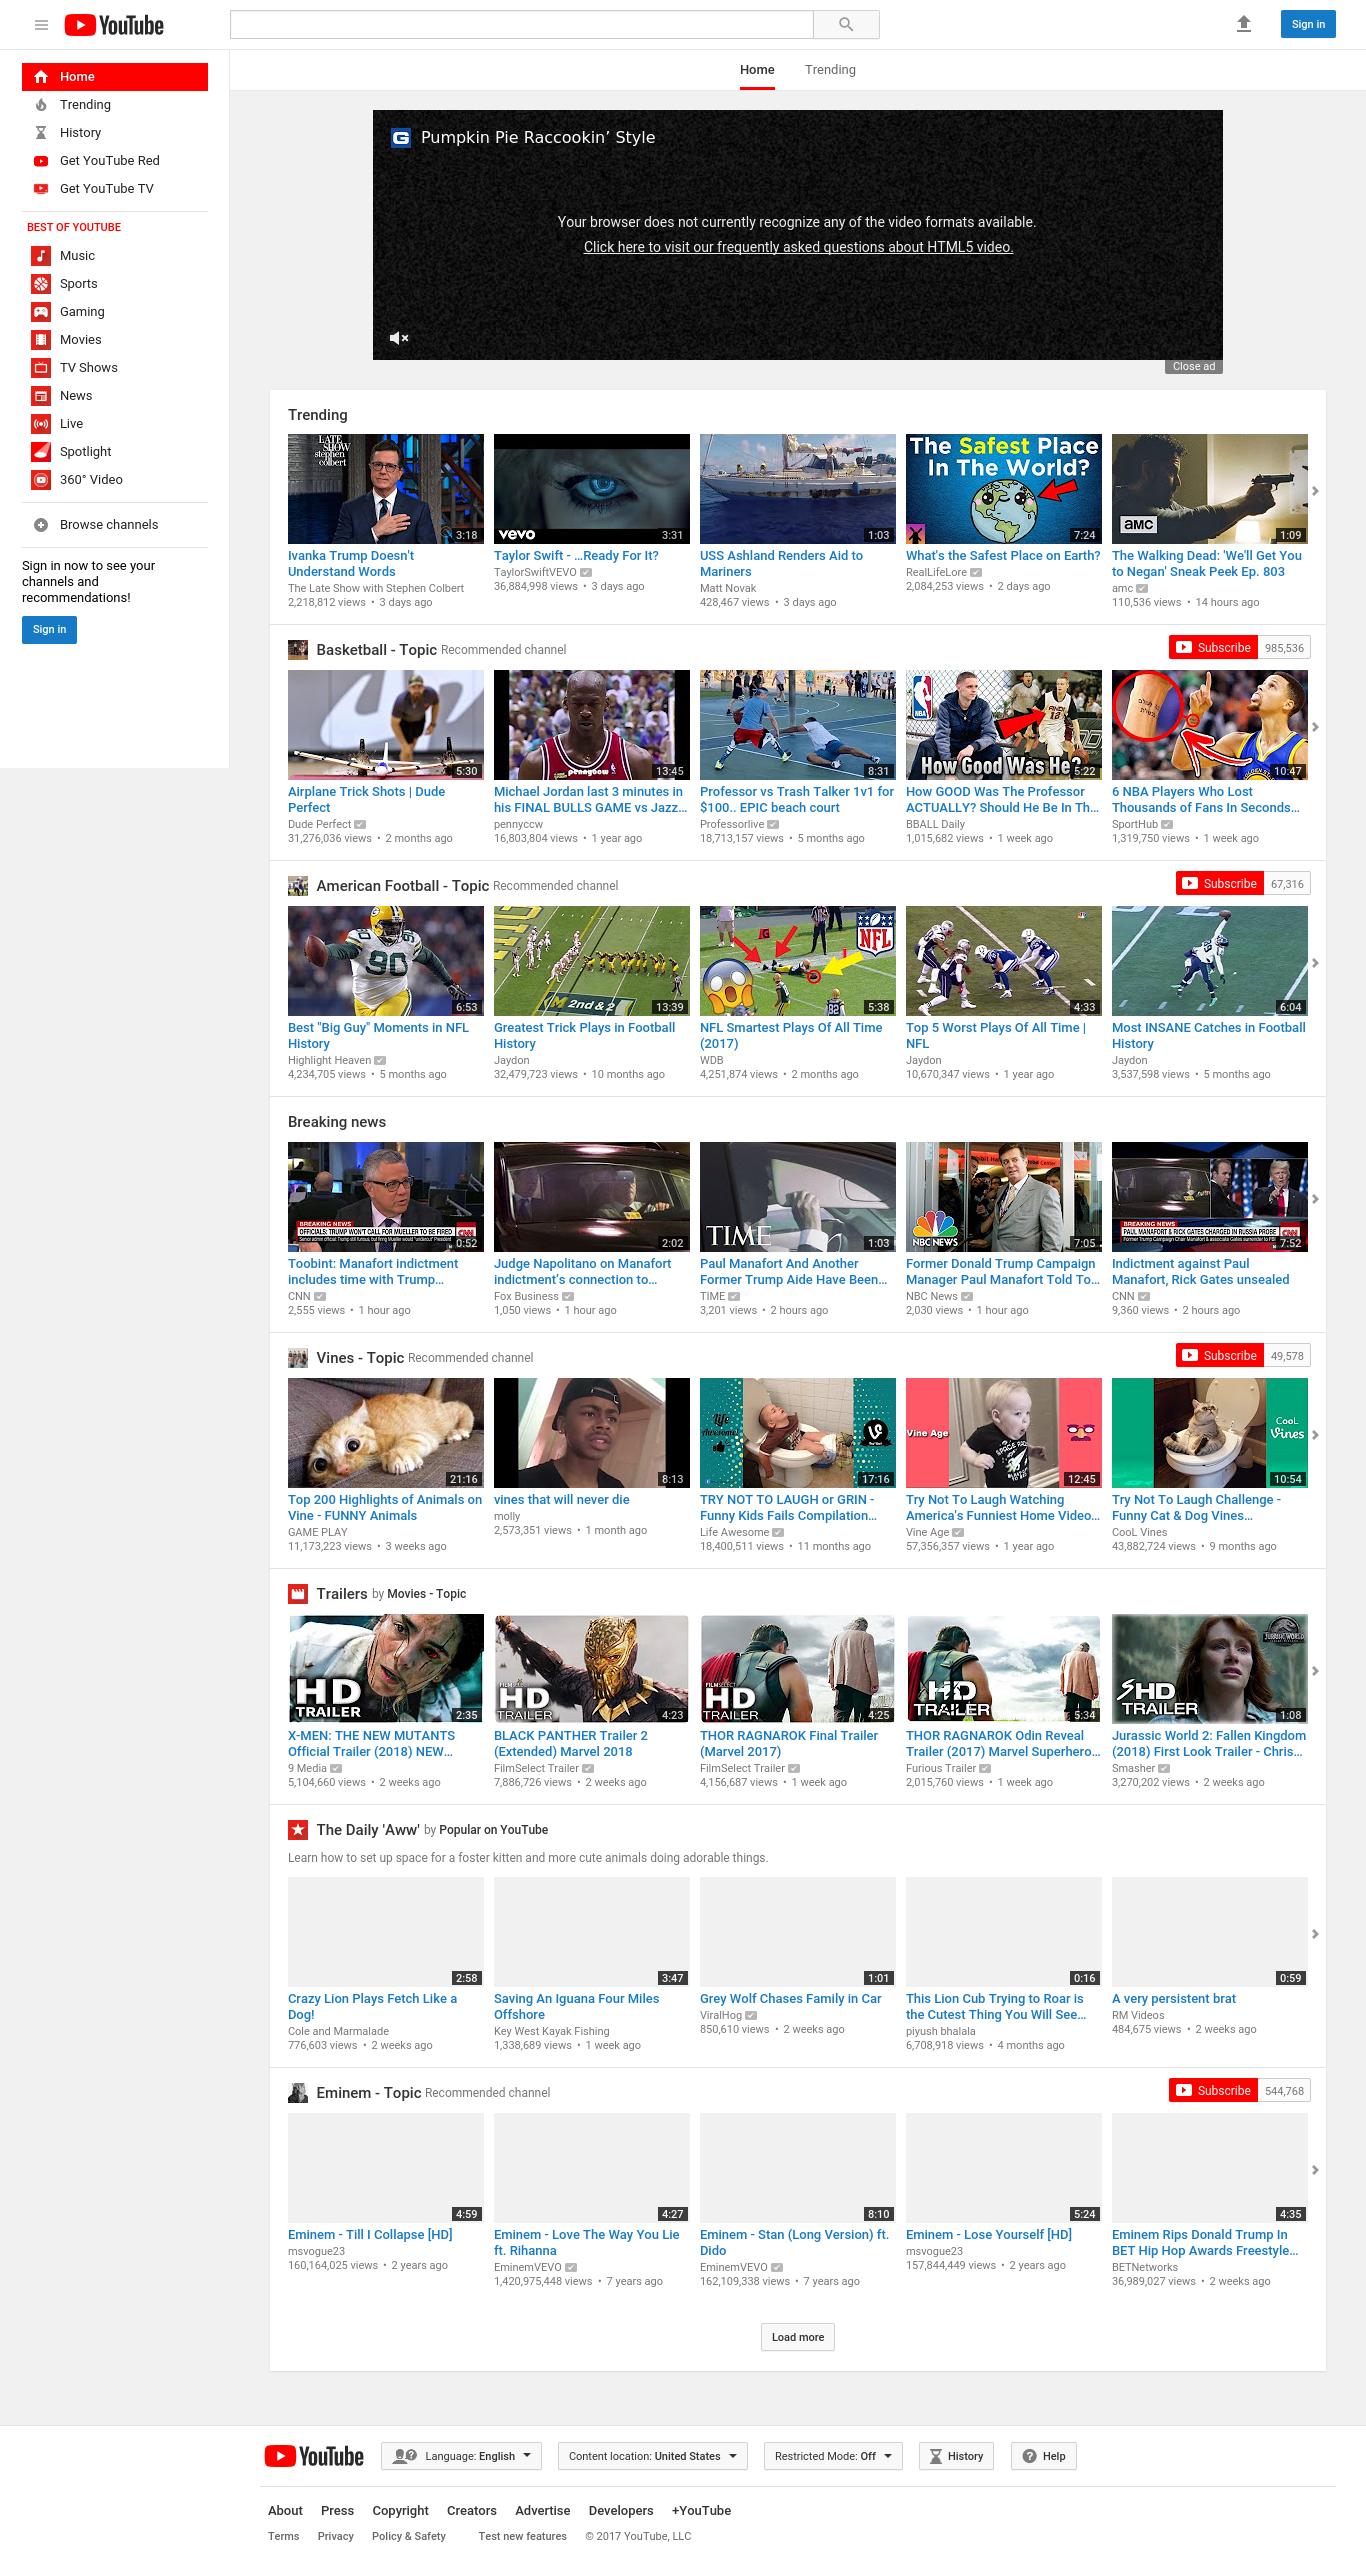 YouTube
Sign in
Home
Trending
History
Get YouTube Red
Get YouTube TV
BEST OF YOUTUBE
Music
Sports
Gaming
Movies
TV Shows
News
Live
Spotlight
360° Video
Browse channels
Sign in now to see your
channels and
recommendations!
Sign in
Home Trending
G Pumpkin Pie Raccookin’ Style
Your browser does not currently recognize any of the video formats available.
Click here to visit our frequently asked questions about HTML5 video.
Close ad
Trending
LATE
SHOW
stephen
colbert
3:18
Ivanka Trump Doesn't
Understand Words
The Late Show with Stephen Colbert
2,218,812 views • 3 days ago
vevo
3:31
Taylor Swift - ...Ready For It?
TaylorSwiftVEVO
36,884,998 views • 3 days ago
1:03
USS Ashland Renders Aid to
Mariners
Matt Novak
428,467 views • 3 days ago
The Safest Place
In The World?
7:24
What's the Safest Place on Earth?
RealLifeLore
2,084,253 views • 2 days ago
amc
1:09
The Walking Dead: 'We'll Get You
to Negan' Sneak Peek Ep. 803
amc
110,536 views • 14 hours ago
Basketball - Topic Recommended channel
Subscribe 985,536
5:30
Airplane Trick Shots | Dude
Perfect
Dude Perfect
31,276,036 views • 2 months ago
pennyccw
13:45
Michael Jordan last 3 minutes in
his FINAL BULLS GAME vs Jazz...
pennyccw
16,803,804 views • 1 year ago
8:31
Professor vs Trash Talker 1v1 for
$100.. EPIC beach court
Professorlive
18,713,157 views • 5 months ago
NBA
How Good Was He?
5:22
How GOOD Was The Professor
ACTUALLY? Should He Be In Th...
BBALL Daily
1,015,682 views • 1 week ago
10:47
6 NBA Players Who Lost
Thousands of Fans In Seconds...
SportHub
1,319,750 views • 1 week ago
American Football - Topic Recommended channel
Subscribe 67,316
90
6:53
Best "Big Guy" Moments in NFL
History
Highlight Heaven
4,234,705 views • 5 months ago
M 2nd & 2
13:39
Greatest Trick Plays in Football
History
Jaydon
32,479,723 views • 10 months ago
NFL
82
5:38
NFL Smartest Plays Of All Time
(2017)
WDB
4,251,874 views • 2 months ago
4:33
Top 5 Worst Plays Of All Time |
NFL
Jaydon
10,670,347 views • 1 year ago
6:04
Most INSANE Catches in Football
History
Jaydon
3,537,598 views • 5 months ago
Breaking news
BREAKING NEWS
OFFICIALS: TRUMP WON'T CALL FOR MUELLER TO BE FIRED
CNN
0:52
Toobint: Manafort indictment
includes time with Trump...
CNN
2,555 views • 1 hour ago
2:02
Judge Napolitano on Manafort
indictment’s connection to...
Fox Business
1,050 views • 1 hour ago
TIME
1:03
Paul Manafort And Another
Former Trump Aide Have Been...
TIME
3,201 views • 2 hours ago
NBC NEWS
7:05
Former Donald Trump Campaign
Manager Paul Manafort Told To...
NBC News
2,030 views • 1 hour ago
BREAKING NEWS
PAUL MANAFORT & RICK GATES CHARGED IN RUSSIA PROBE
CNN
7:52
Indictment against Paul
Manafort, Rick Gates unsealed
CNN
9,360 views • 2 hours ago
Vines - Topic Recommended channel
Subscribe 49,578
21:16
Top 200 Highlights of Animals on
Vine - FUNNY Animals
GAME PLAY
11,173,223 views • 3 weeks ago
8:13
vines that will never die
molly
2,573,351 views • 1 month ago
Life
Awesome!
17:16
TRY NOT TO LAUGH or GRIN -
Funny Kids Fails Compilation...
Life Awesome
18,400,511 views • 11 months ago
Vine Age
12:45
Try Not To Laugh Watching
America's Funniest Home Video...
Vine Age
57,356,357 views • 1 year ago
CooL
Vines
10:54
Try Not To Laugh Challenge -
Funny Cat & Dog Vines...
CooL Vines
43,882,724 views • 9 months ago
Trailers by Movies - Topic
HD
TRAILER
2:35
X-MEN: THE NEW MUTANTS
Official Trailer (2018) NEW...
9 Media
5,104,660 views • 2 weeks ago
FILMSELECT
HD
TRAILER
4:23
BLACK PANTHER Trailer 2
(Extended) Marvel 2018
FilmSelect Trailer
7,886,726 views • 2 weeks ago
FILMSELECT
HD
TRAILER
4:25
THOR RAGNAROK Final Trailer
(Marvel 2017)
FilmSelect Trailer
4,156,687 views • 1 week ago
HD
TRAILER
5:34
THOR RAGNAROK Odin Reveal
Trailer (2017) Marvel Superhero...
Furious Trailer
2,015,760 views • 1 week ago
JURASSIC WORLD
HD
TRAILER
1:08
Jurassic World 2: Fallen Kingdom
(2018) First Look Trailer - Chris...
Smasher
3,270,202 views • 2 weeks ago
The Daily 'Aww' by Popular on YouTube
Learn how to set up space for a foster kitten and more cute animals doing adorable things.
2:58
Crazy Lion Plays Fetch Like a
Dog!
Cole and Marmalade
776,603 views • 2 weeks ago
3:47
Saving An Iguana Four Miles
Offshore
Key West Kayak Fishing
1,338,689 views • 1 week ago
1:01
Grey Wolf Chases Family in Car
ViralHog
850,610 views • 2 weeks ago
0:16
This Lion Cub Trying to Roar is
the Cutest Thing You Will See...
piyush bhalala
6,708,918 views • 4 months ago
0:59
A very persistent brat
RM Videos
484,675 views • 2 weeks ago
Eminem - Topic Recommended channel
Subscribe 544,768
4:59
Eminem - Till I Collapse [HD]
msvogue23
160,164,025 views • 2 years ago
4:27
Eminem - Love The Way You Lie
ft. Rihanna
EminemVEVO
1,420,975,448 views • 7 years ago
8:10
Eminem - Stan (Long Version) ft.
Dido
EminemVEVO
162,109,338 views • 7 years ago
5:24
Eminem - Lose Yourself [HD]
msvogue23
157,844,449 views • 2 years ago
4:35
Eminem Rips Donald Trump In
BET Hip Hop Awards Freestyle...
BETNetworks
36,989,027 views • 2 weeks ago
Load more
YouTube Language: English Content location: United States Restricted Mode: Off History Help
About Press Copyright Creators Advertise Developers +YouTube
Terms Privacy Policy & Safety Test new features © 2017 YouTube, LLC